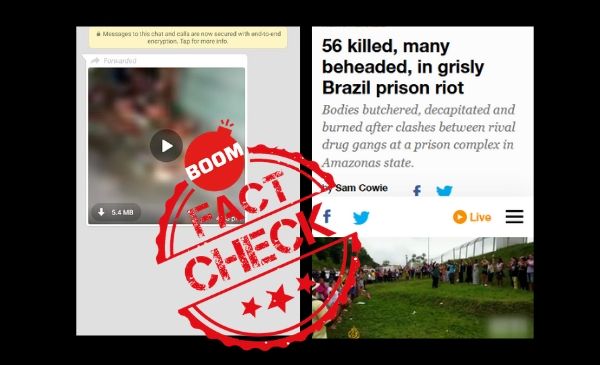 Messages to this chat and calls are now secured with end-to-end
encryption. Tap for more info.
Forwarded
5.4 MB
BOOM
FACT
CHECK
56 killed, many
beheaded, in grisly
Brazil prison riot
Bodies butchered, decapitated and
burned after clashes between rival
drug gangs at a prison complex in
Amazonas state.
by Sam Cowie
Live